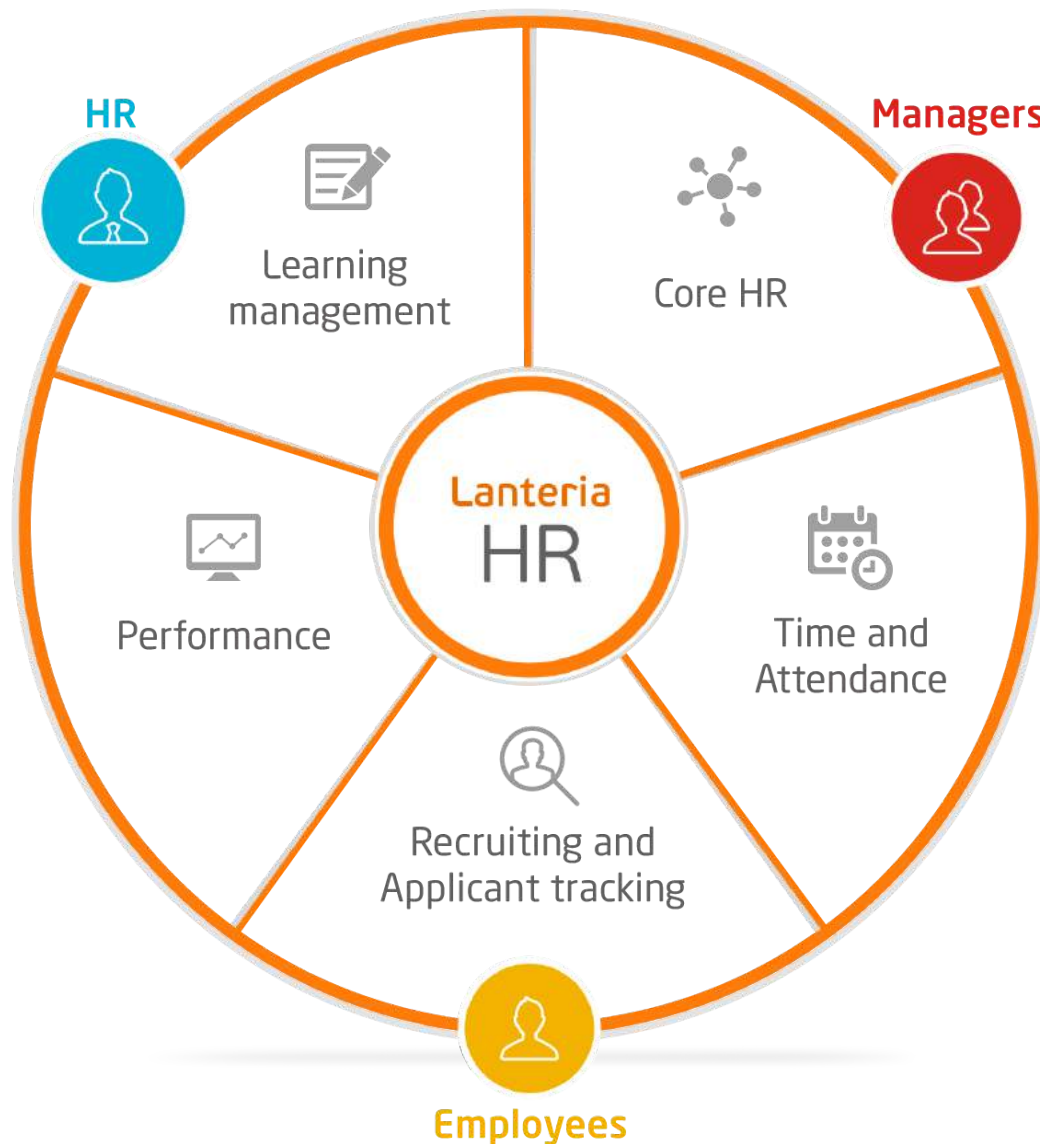 HR
Managers
Learning
management
Core HR
Lanteria
HR
Performance
Time and
Attendance
Recruiting and
Applicant tracking
Employees